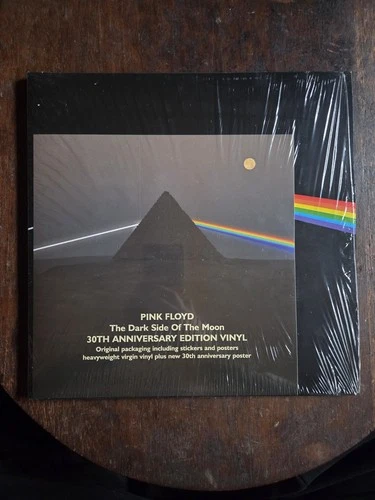 PINK FLOYD
The Dark Side Of The Moon
30TH ANNIVERSARY EDITION VINYL
Original packaging including stickers and posters
heavyweight virgin vinyl plus new 30th anniversary poster